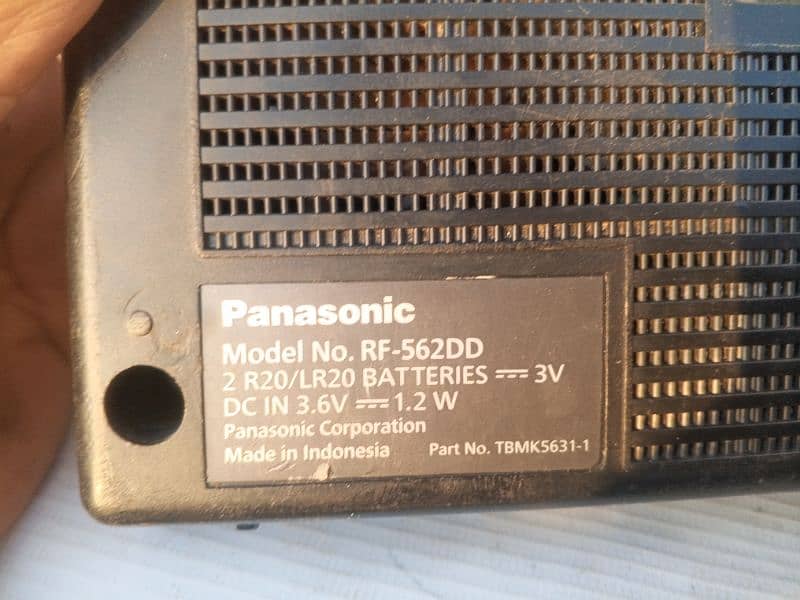 Panasonic
Model No. RF-562DD
2 R20/LR20 BATTERIES ⎓ 3V
DC IN 3.6V ⎓ 1.2 W
Panasonic Corporation
Made in Indonesia Part No. TBMK5631-1